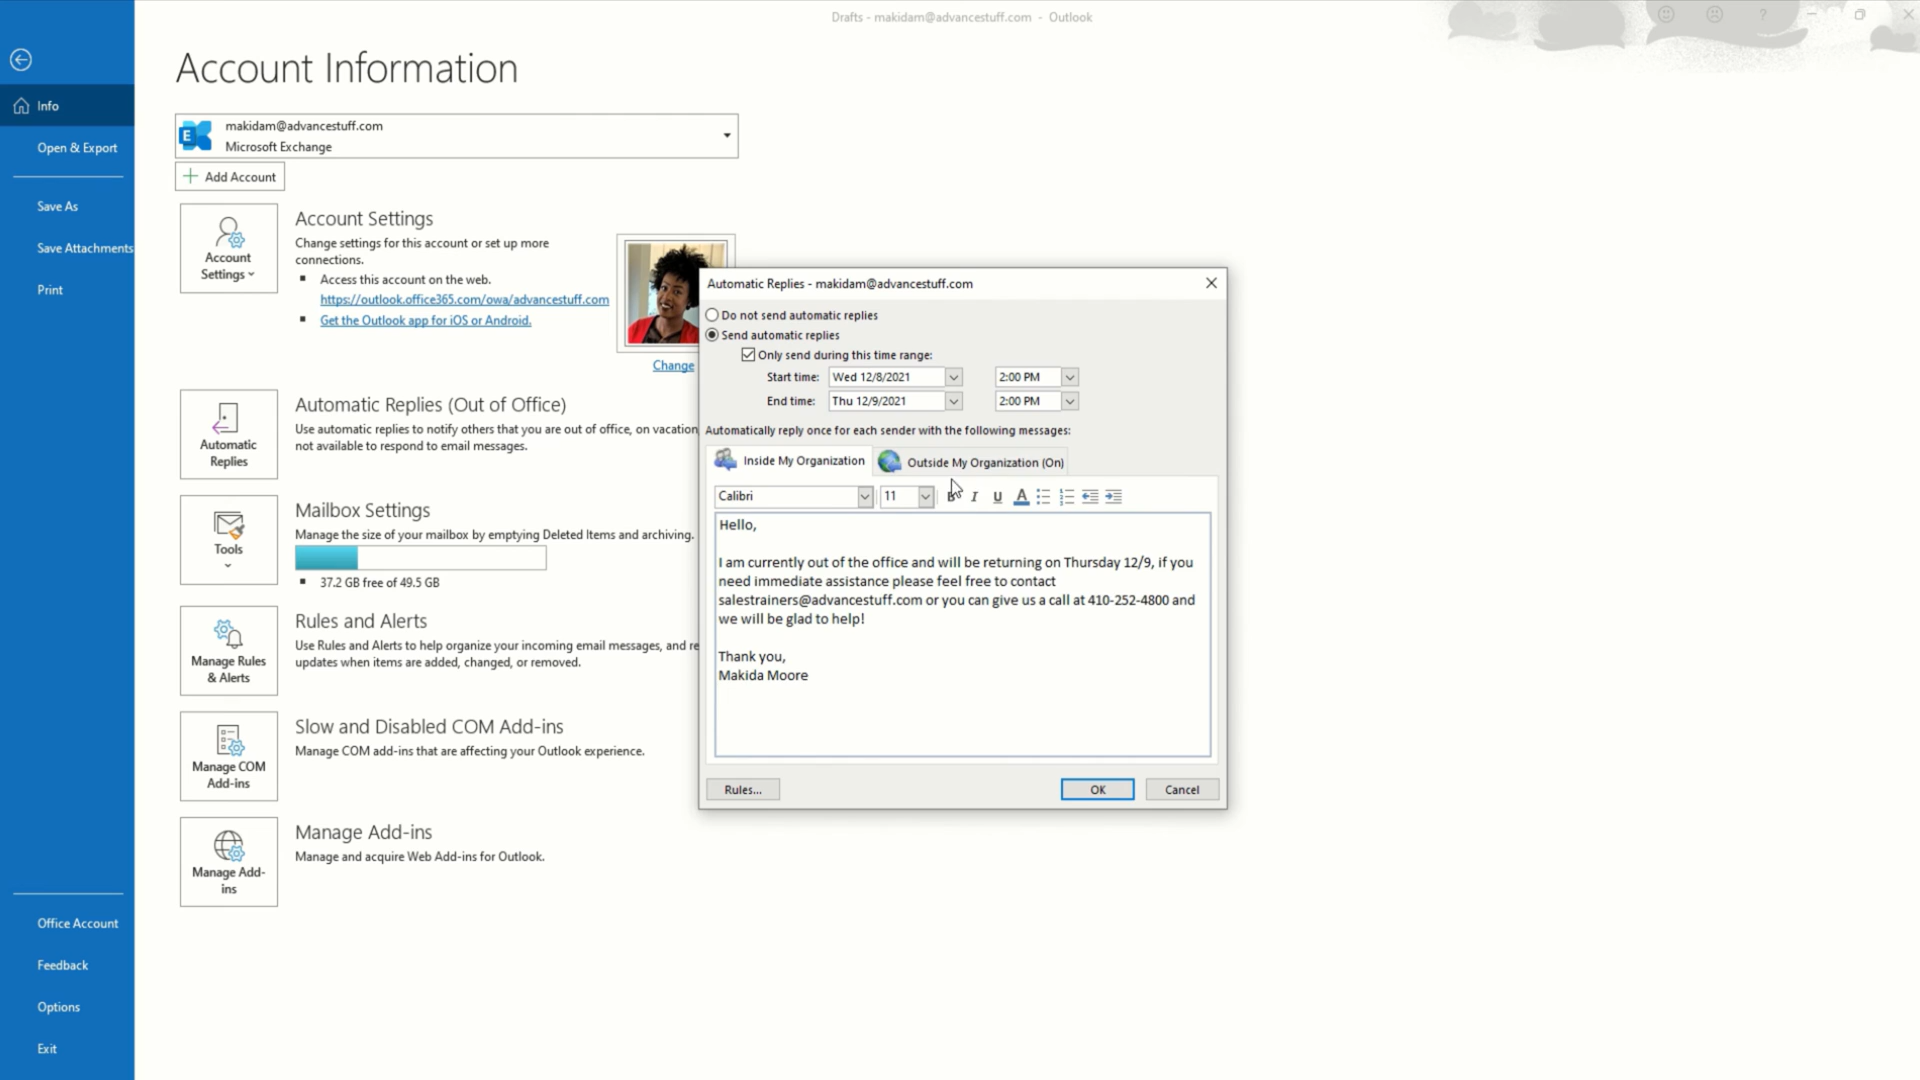 Drafts - makidam@advancestuff.com - Outlook
?
Account Information
Info
Open & Export
Save As
Save Attachments
Print
Office Account
Feedback
Options
Exit
E
makidam@advancestuff.com
Microsoft Exchange
Add Account
Account
Settings
Account Settings
Change settings for this account or set up more
connections.
Access this account on the web.
https://outlook.office365.com/owa/advancestuff.com
Get the Outlook app for iOS or Android.
Change
Automatic
Replies
Automatic Replies (Out of Office)
Use automatic replies to notify others that you are out of office, on vacation,
not available to respond to email messages.
Tools
Mailbox Settings
Manage the size of your mailbox by emptying Deleted Items and archiving.
37.2 GB free of 49.5 GB
Manage Rules
& Alerts
Rules and Alerts
Use Rules and Alerts to help organize your incoming email messages, and re
updates when items are added, changed, or removed.
Manage COM
Add-ins
Slow and Disabled COM Add-ins
Manage COM add-ins that are affecting your Outlook experience.
Manage Add-
ins
Manage Add-ins
Manage and acquire Web Add-ins for Outlook.
Automatic Replies - makidam@advancestuff.com
Do not send automatic replies
Send automatic replies
Only send during this time range:
Start time: Wed 12/8/2021 2:00 PM
End time: Thu 12/9/2021 2:00 PM
Automatically reply once for each sender with the following messages:
Inside My Organization Outside My Organization (On)
Calibri 11 B I U A
Hello,
I am currently out of the office and will be returning on Thursday 12/9, if you
need immediate assistance please feel free to contact
salestrainers@advancestuff.com or you can give us a call at 410-252-4800 and
we will be glad to help!
Thank you,
Makida Moore
Rules... OK Cancel